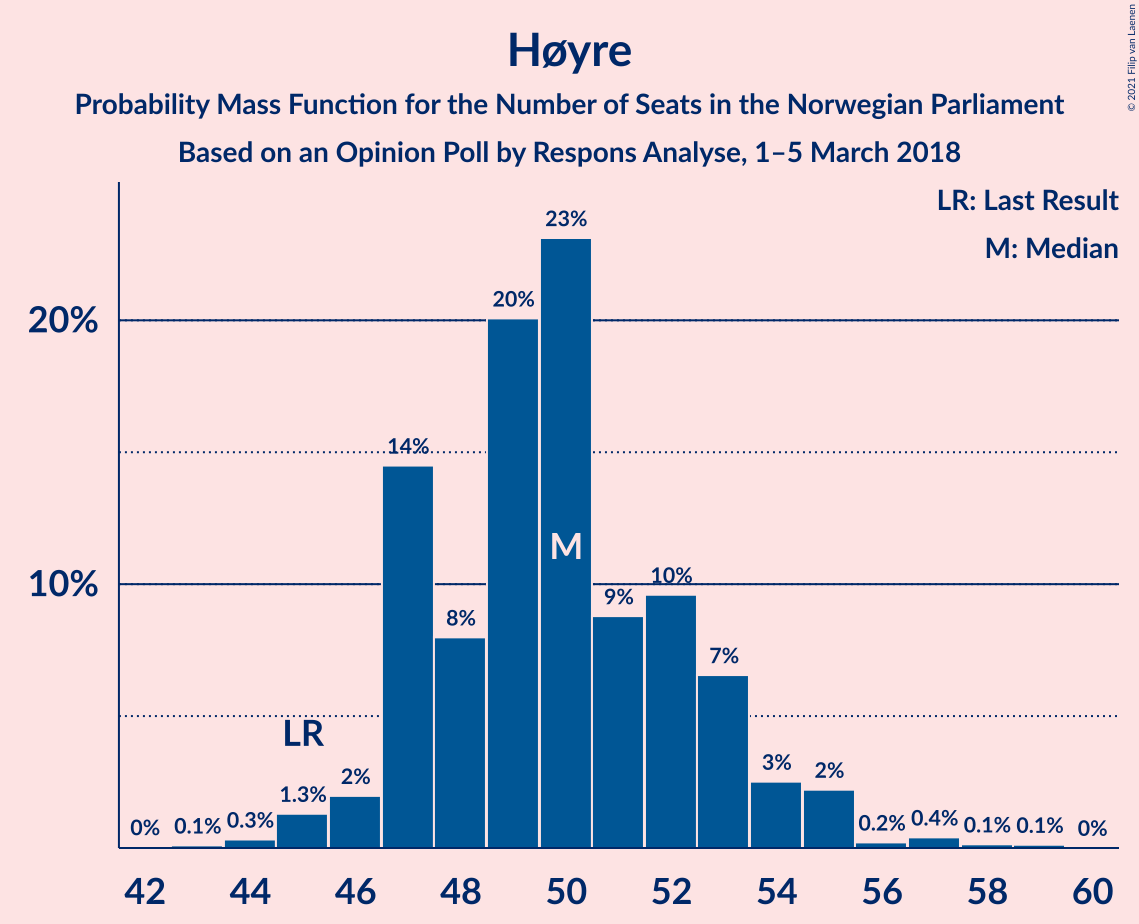 Høyre
Probability Mass Function for the Number of Seats in the Norwegian Parliament
Based on an Opinion Poll by Respons Analyse, 1–5 March 2018
© 2021 Filip van Laenen
LR: Last Result
M: Median
20%
10%
0%
0.1%
0.3%
1.3%
LR
2%
14%
8%
20%
23%
M
9%
10%
7%
3%
2%
0.2%
0.4%
0.1%
0.1%
0%
42 44 46 48 50 52 54 56 58 60